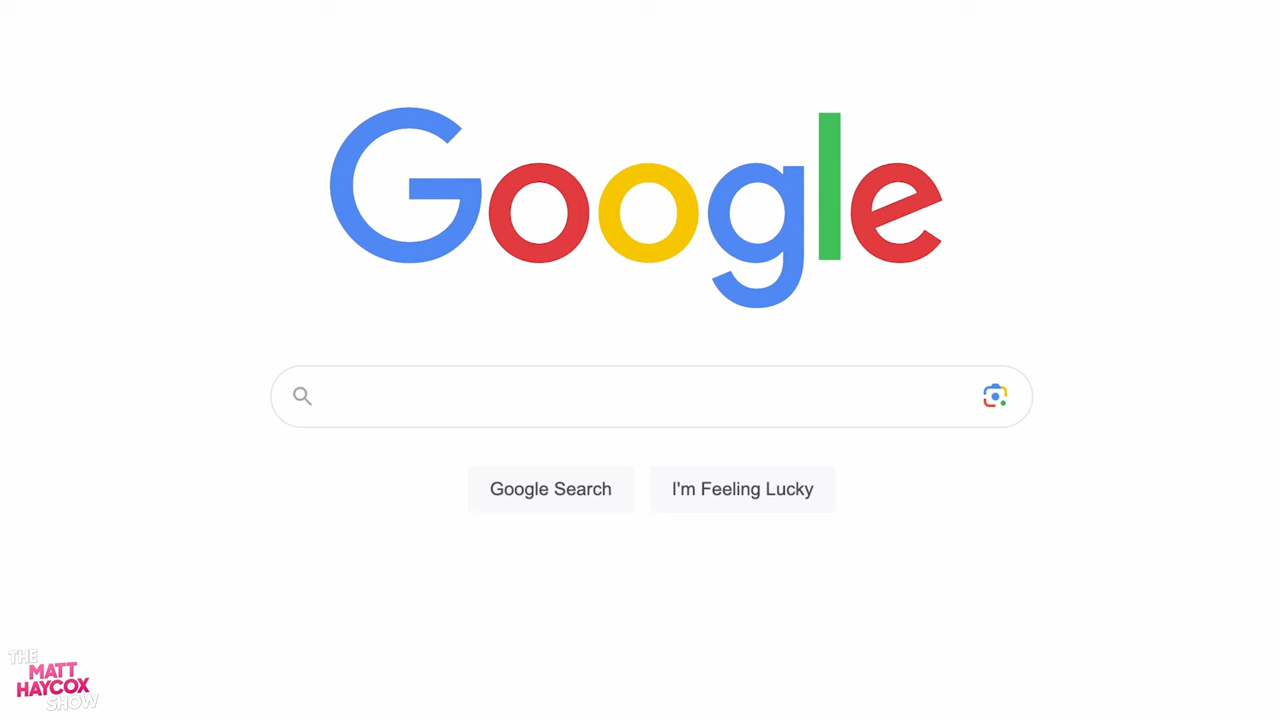 Google
Google Search
I'm Feeling Lucky
THE
MATT
HAYCOX
SHOW